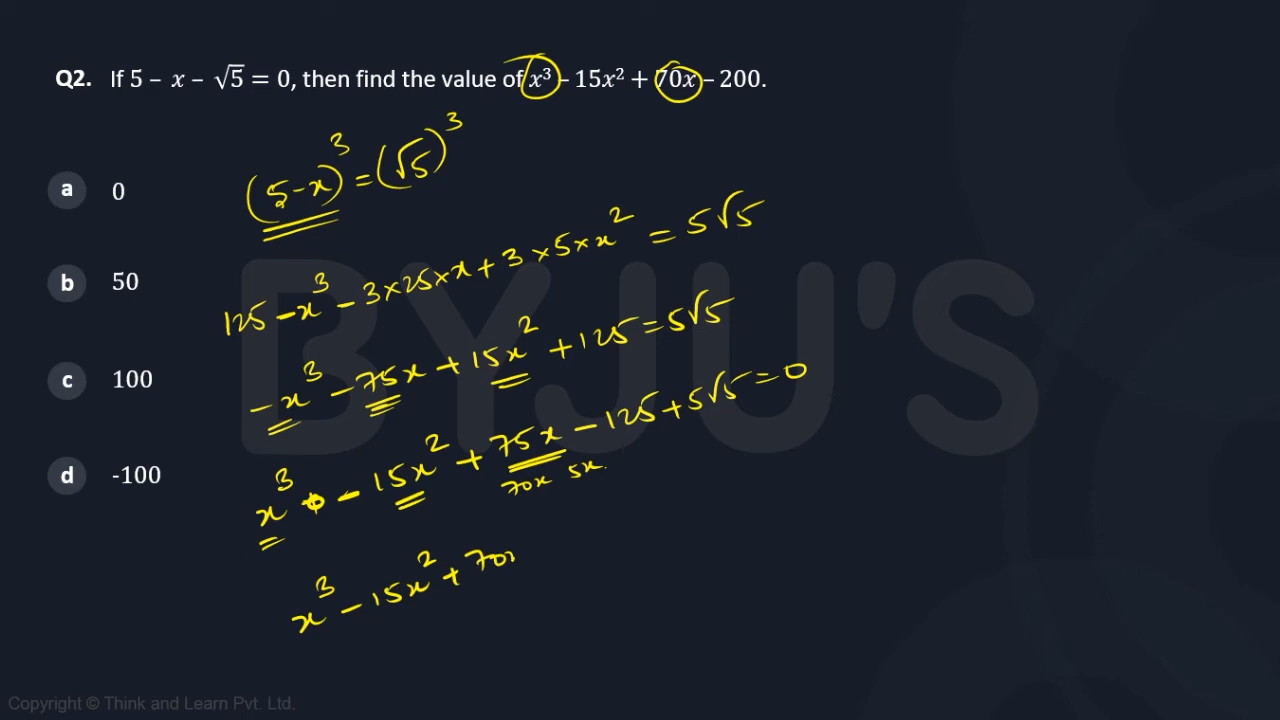 Q2. If 5 – x – √5 = 0, then find the value of x³ – 15x² + 70x – 200.
(5-x)³ = (√5)³
a 0
125 - x³ - 3×25×x + 3×5×x² = 5√5
b 50
-x³ - 75x + 15x² + 125 = 5√5
c 100
x³ - 15x² + 75x - 125 + 5√5 = 0
70x 5x
d -100
x³ - 15x² + 70x
BYJU'S
Copyright © Think and Learn Pvt. Ltd.